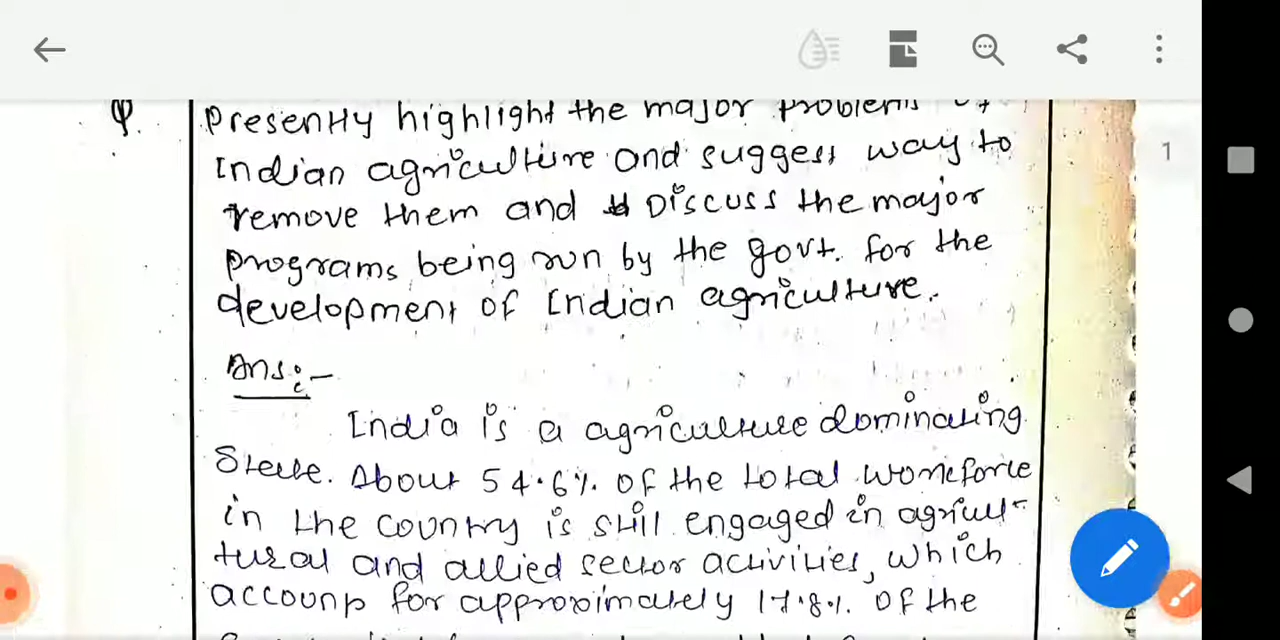 Q. Presently highlight the major problems of
Indian agriculture and suggest way to
remove them and Discuss the major
programs being run by the govt. for the
development of Indian agriculture.
Ans:-
India is a agriculture dominating
State. About 54.6% of the total workforce
in the country is still engaged in agricul-
tural and allied sector activities, which
account for approximately 17.8% of the
1